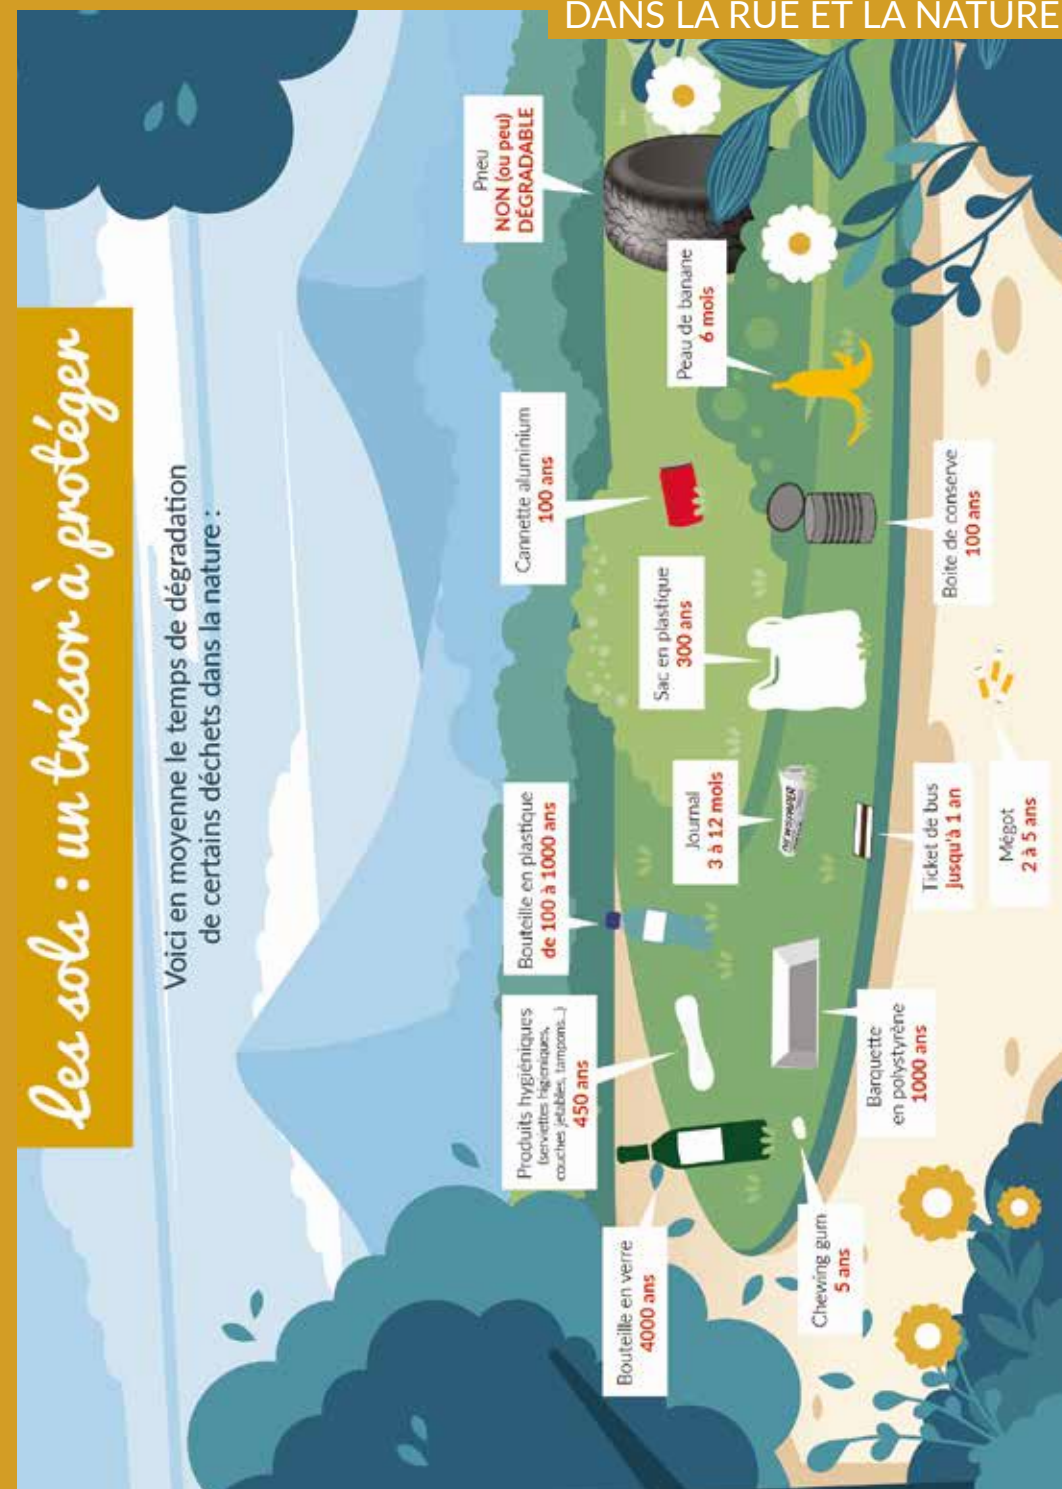 DANS LA RUE ET LA NATURE
Les sols : un trésor à protéger
Voici en moyenne le temps de dégradation
de certains déchets dans la nature :
Bouteille en verre
4000 ans
Produits hygiéniques
(serviettes higieniques,
couches jetables, tampons...)
450 ans
Bouteille en plastique
de 100 à 1000 ans
Cannette aluminium
100 ans
Pneu
NON (ou peu)
DÉGRADABLE
Chewing gum
5 ans
Journal
3 à 12 mois
NEWSPAPER
Sac en plastique
300 ans
Peau de banane
6 mois
Barquette
en polystyrène
1000 ans
Ticket de bus
Jusqu'à 1 an
Mégot
2 à 5 ans
Boite de conserve
100 ans